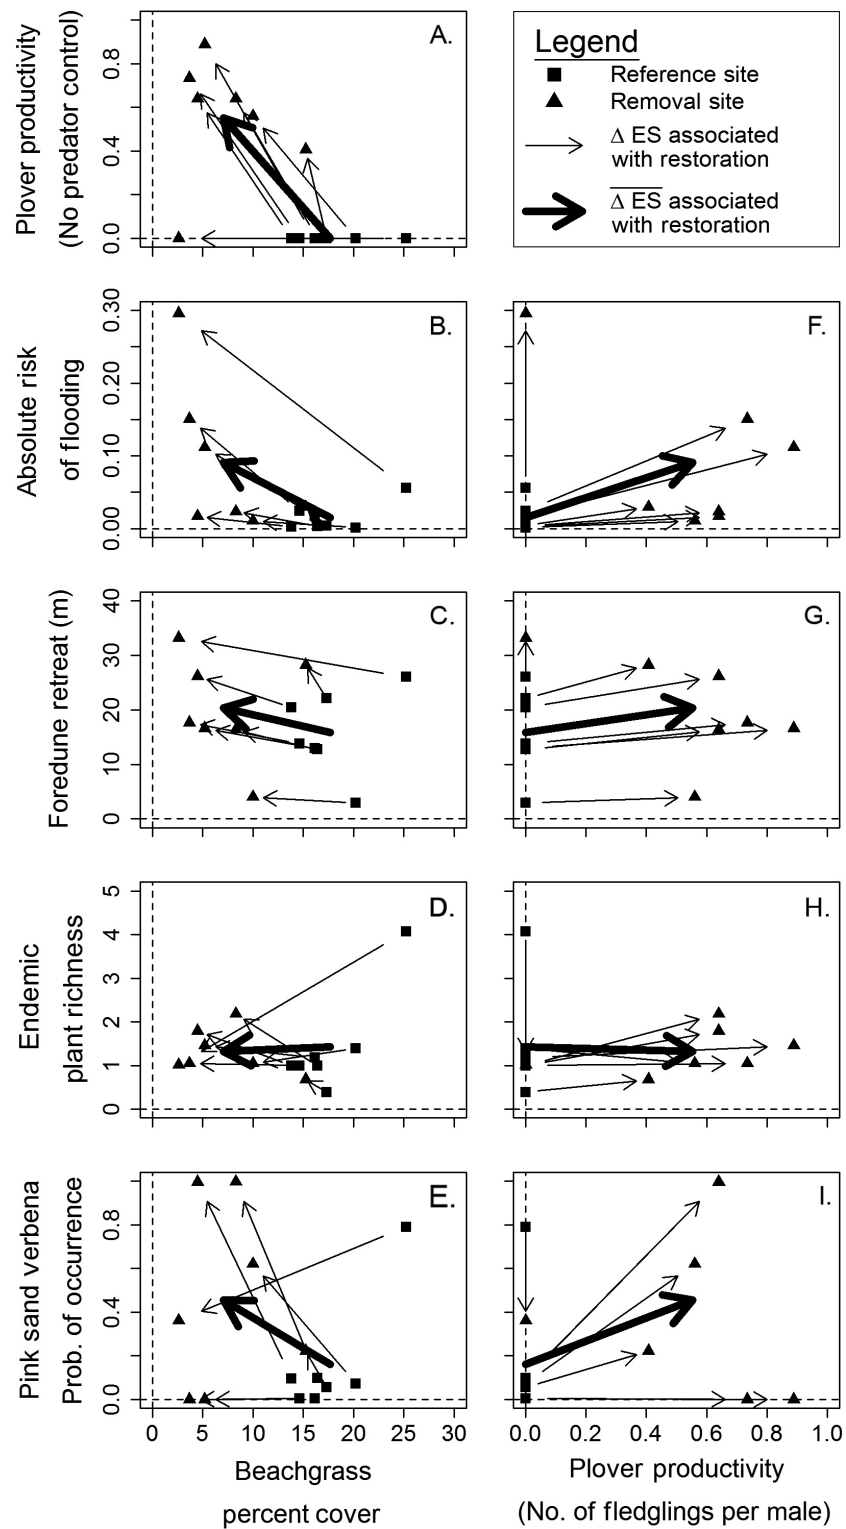 Plover productivity
(No predator control)
0.0
0.4
0.8
A.
Legend
Reference site
Removal site
Δ ES associated
with restoration
Δ ES associated
with restoration
Absolute risk
of flooding
0.00
0.10
0.20
0.30
B.
F.
Foredune retreat (m)
0
10
20
30
40
C.
G.
Endemic
plant richness
0
1
2
3
4
5
D.
H.
Pink sand verbena
Prob. of occurrence
0.0
0.4
0.8
E.
I.
0 5 10 15 20 25 30
Beachgrass
percent cover
0.0 0.2 0.4 0.6 0.8 1.0
Plover productivity
(No. of fledglings per male)